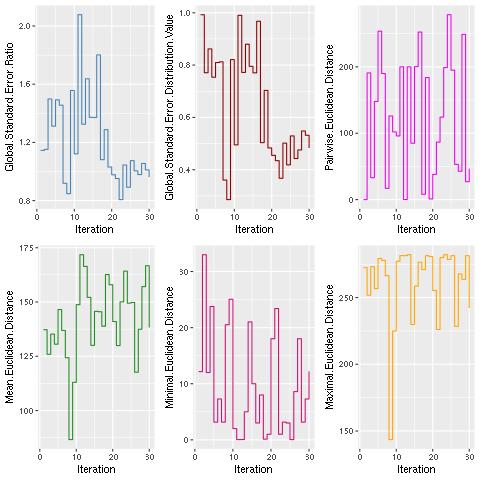 Global.Standard.Error.Ratio
2.0
1.6
1.2
0.8
0 10 20 30
Iteration
Global.Standard.Error.Distribution.Value
1.0
0.8
0.6
0.4
0 10 20 30
Iteration
Pairwise.Euclidean.Distance
200
100
0
0 10 20 30
Iteration
Mean.Euclidean.Distance
175
150
125
100
0 10 20 30
Iteration
Minimal.Euclidean.Distance
30
20
10
0
0 10 20 30
Iteration
Maximal.Euclidean.Distance
250
200
150
0 10 20 30
Iteration